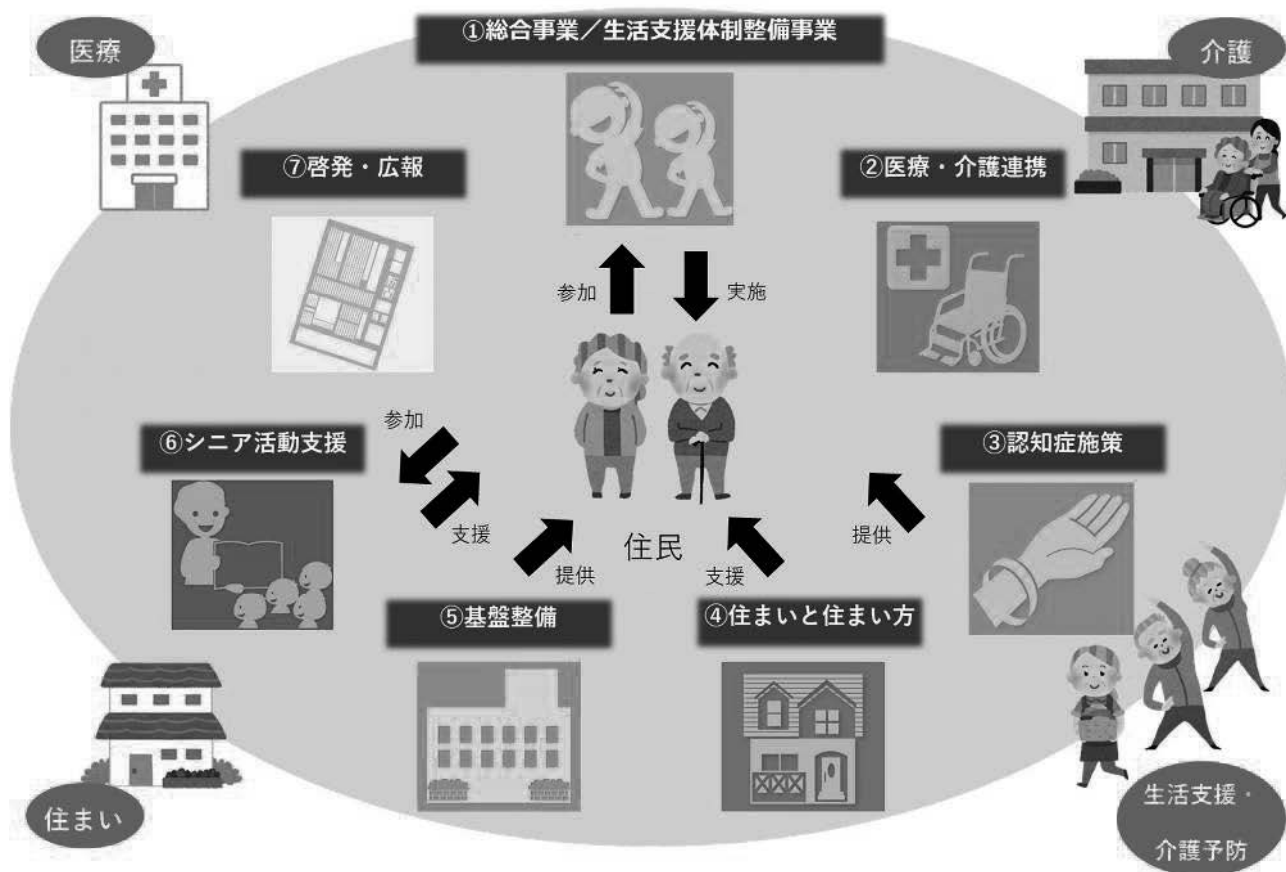 ①総合事業／生活支援体制整備事業
医療
介護
⑦啓発・広報
②医療・介護連携
参加
実施
参加
⑥シニア活動支援
③認知症施策
支援
提供
住民
支援
提供
⑤基盤整備
④住まいと住まい方
住まい
生活支援・
介護予防